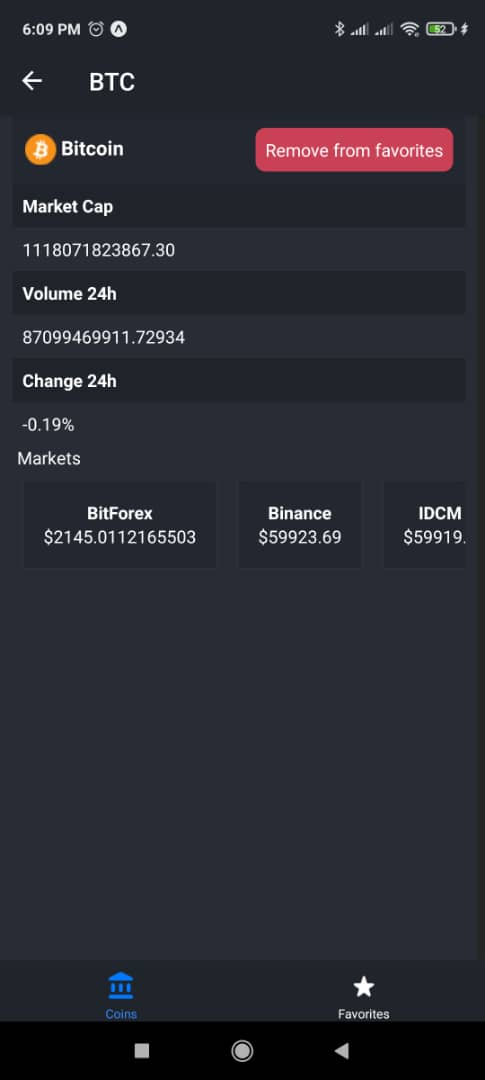 6:09 PM
52
BTC
Bitcoin
Remove from favorites
Market Cap
1118071823867.30
Volume 24h
87099469911.72934
Change 24h
-0.19%
Markets
BitForex
$2145.0112165503
Binance
$59923.69
IDCM
$59919.
Coins
Favorites